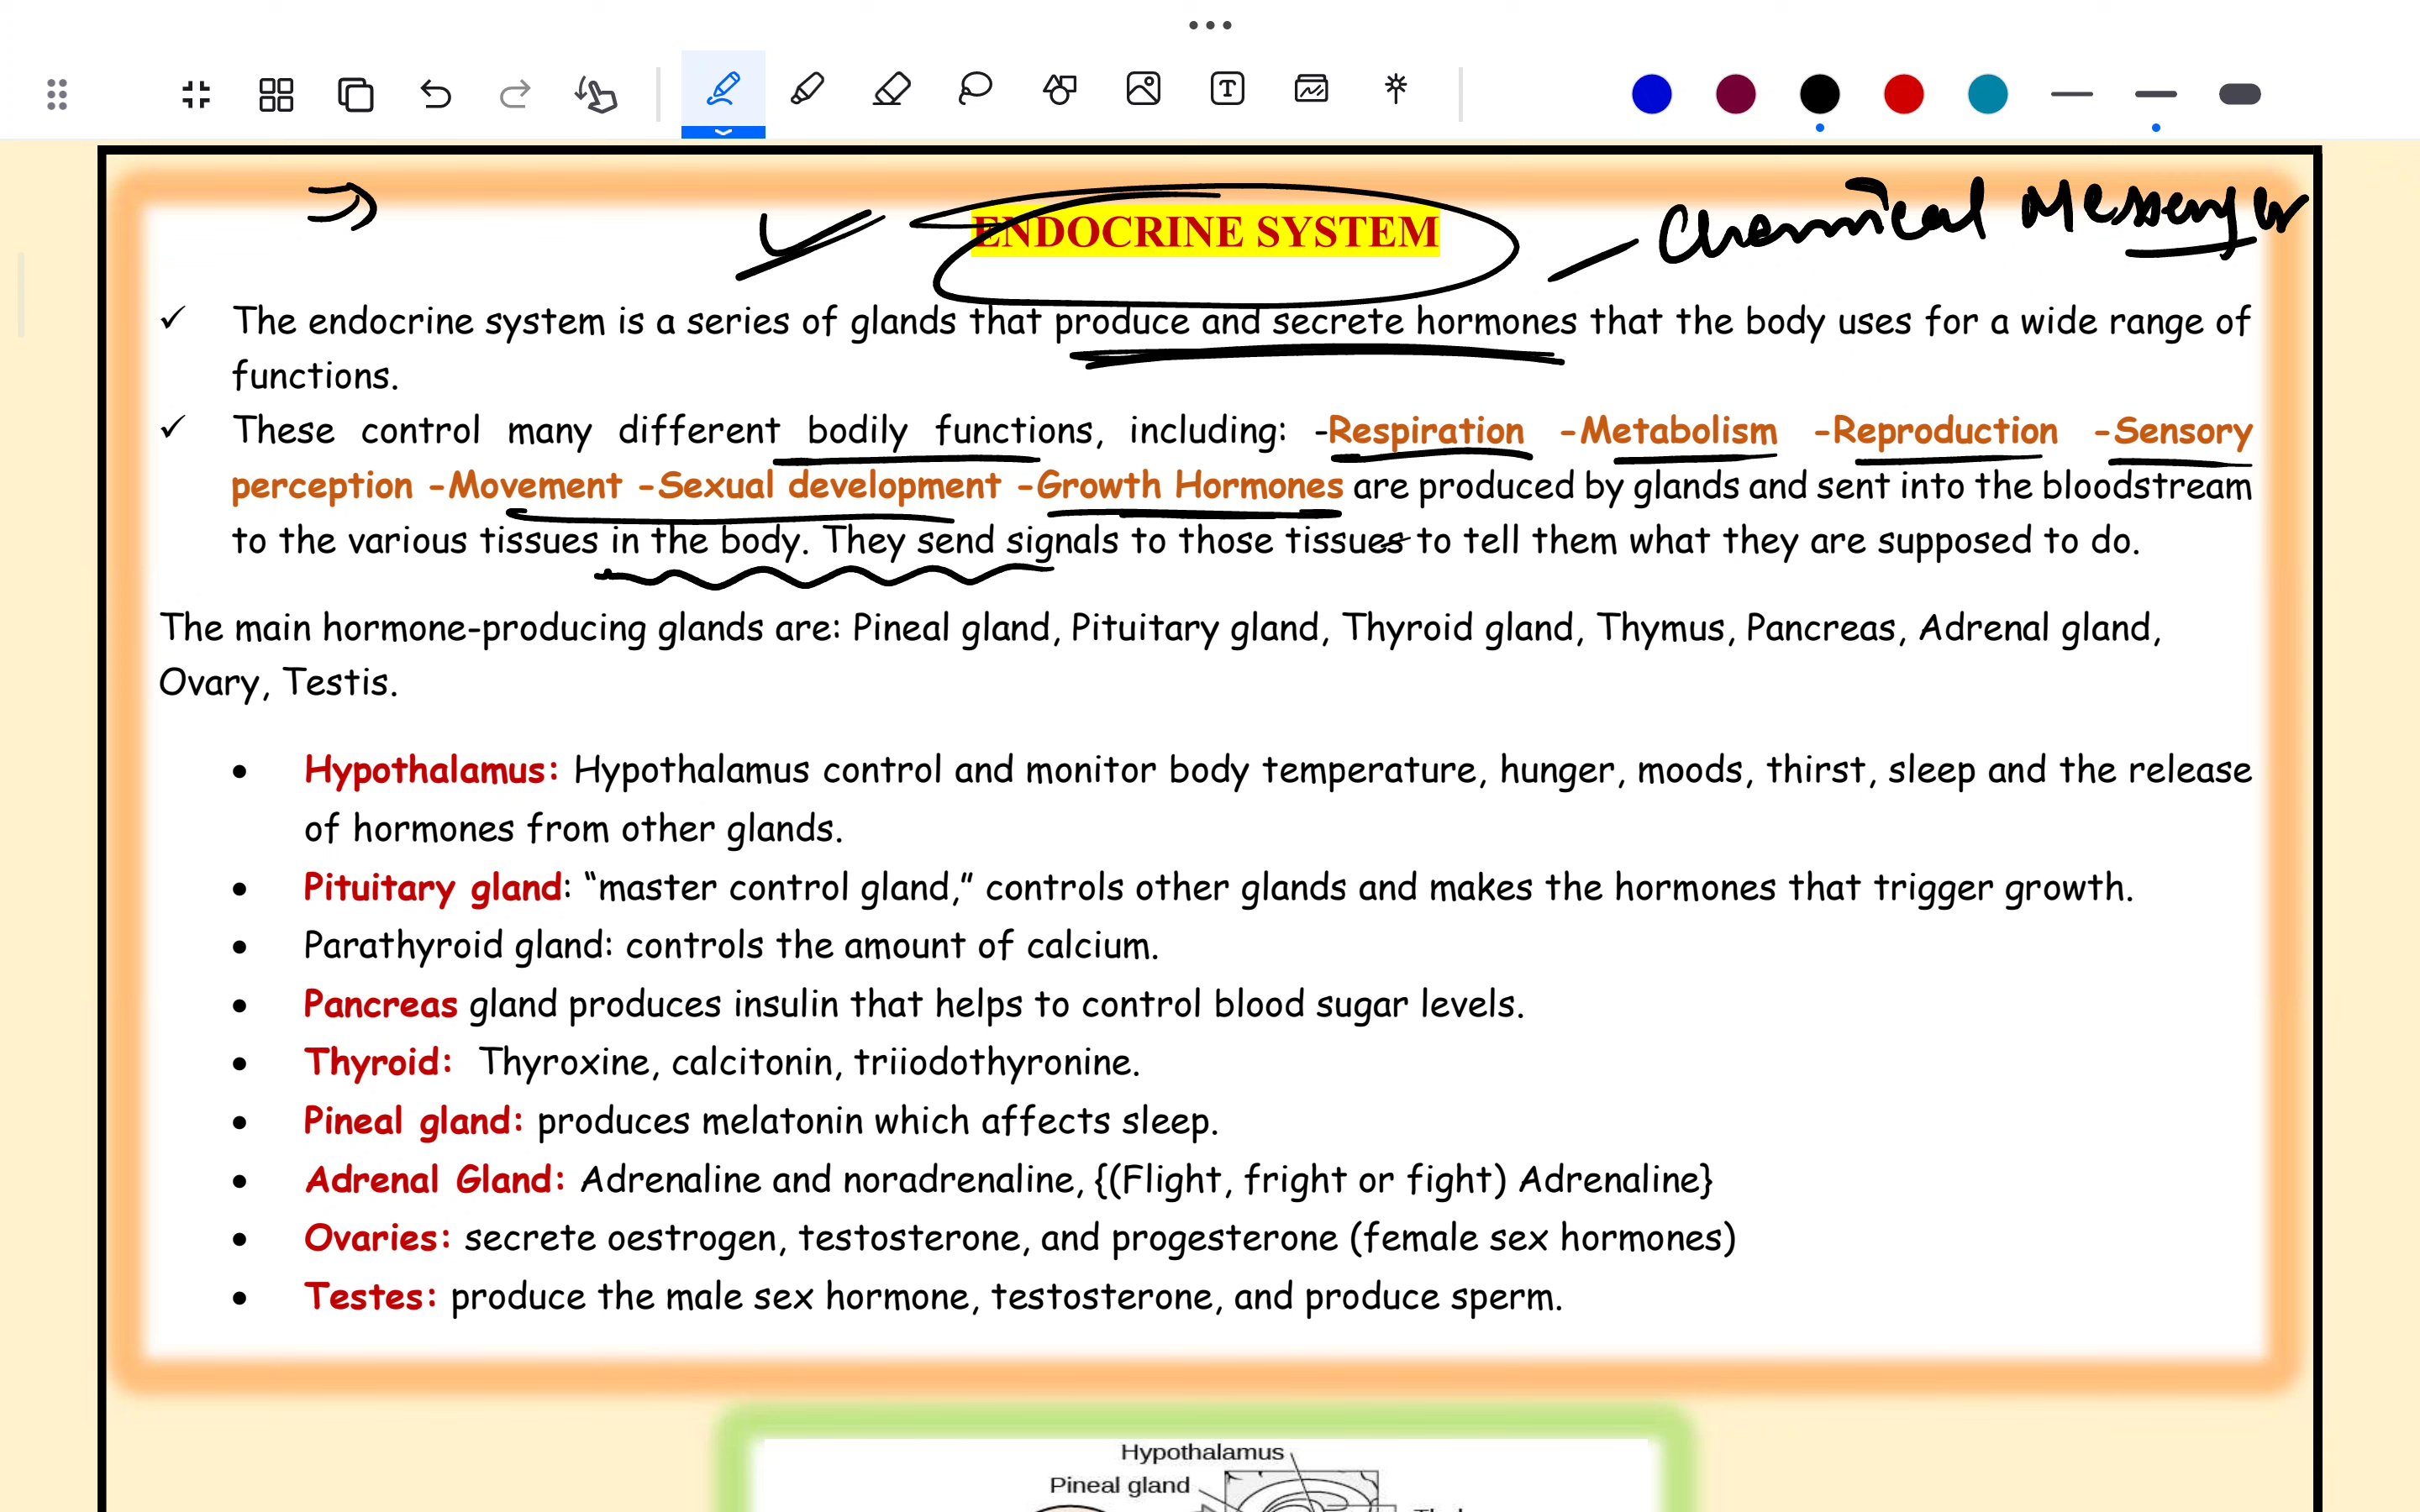 ENDOCRINE SYSTEM
Chemical Messenger
✓ The endocrine system is a series of glands that produce and secrete hormones that the body uses for a wide range of
functions.
✓ These control many different bodily functions, including: -Respiration -Metabolism -Reproduction -Sensory
perception -Movement -Sexual development -Growth Hormones are produced by glands and sent into the bloodstream
to the various tissues in the body. They send signals to those tissues to tell them what they are supposed to do.
The main hormone-producing glands are: Pineal gland, Pituitary gland, Thyroid gland, Thymus, Pancreas, Adrenal gland,
Ovary, Testis.
• Hypothalamus: Hypothalamus control and monitor body temperature, hunger, moods, thirst, sleep and the release
of hormones from other glands.
• Pituitary gland: “master control gland,” controls other glands and makes the hormones that trigger growth.
• Parathyroid gland: controls the amount of calcium.
• Pancreas gland produces insulin that helps to control blood sugar levels.
• Thyroid: Thyroxine, calcitonin, triiodothyronine.
• Pineal gland: produces melatonin which affects sleep.
• Adrenal Gland: Adrenaline and noradrenaline, {(Flight, fright or fight) Adrenaline}
• Ovaries: secrete oestrogen, testosterone, and progesterone (female sex hormones)
• Testes: produce the male sex hormone, testosterone, and produce sperm.
Hypothalamus
Pineal gland